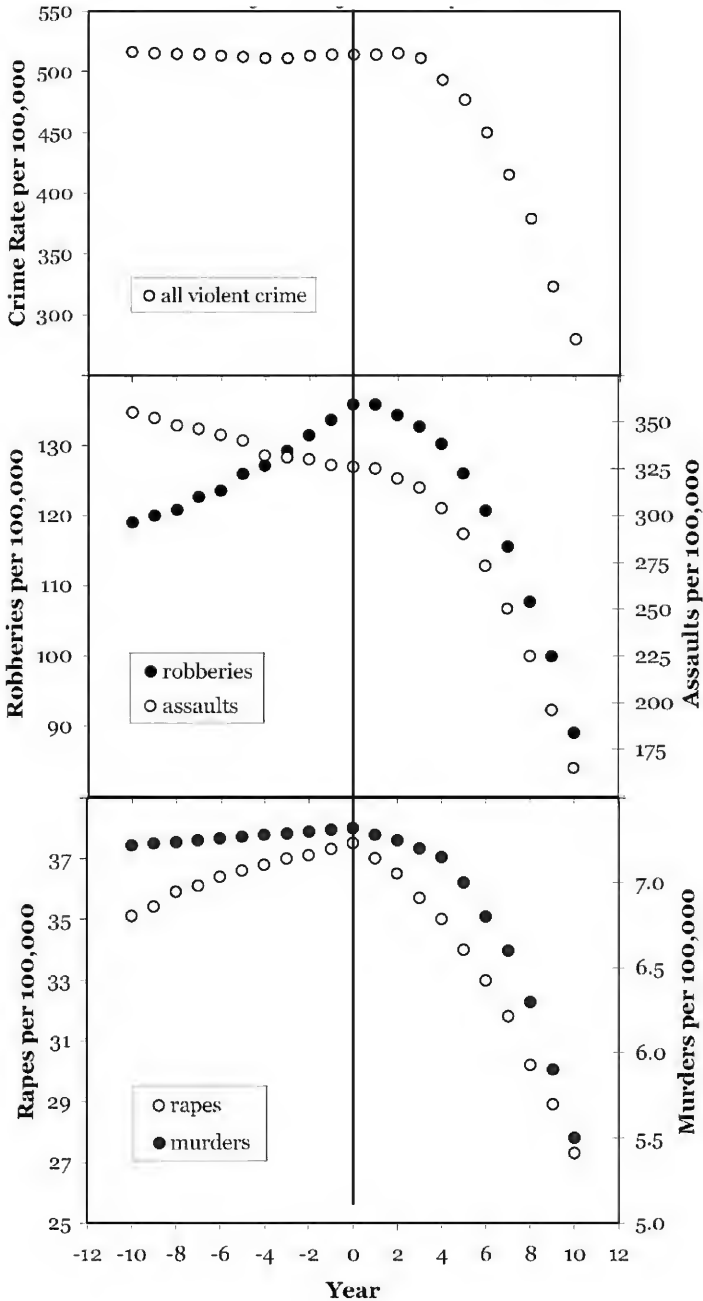 550
500
450
400
350
300
Crime Rate per 100,000
all violent crime
130
120
110
100
90
Robberies per 100,000
350
325
300
275
250
225
200
175
Assaults per 100,000
robberies
assaults
37
35
33
31
29
27
25
Rapes per 100,000
7.0
6.5
6.0
5.5
5.0
Murders per 100,000
rapes
murders
-12 -10 -8 -6 -4 -2 0 2 4 6 8 10 12
Year